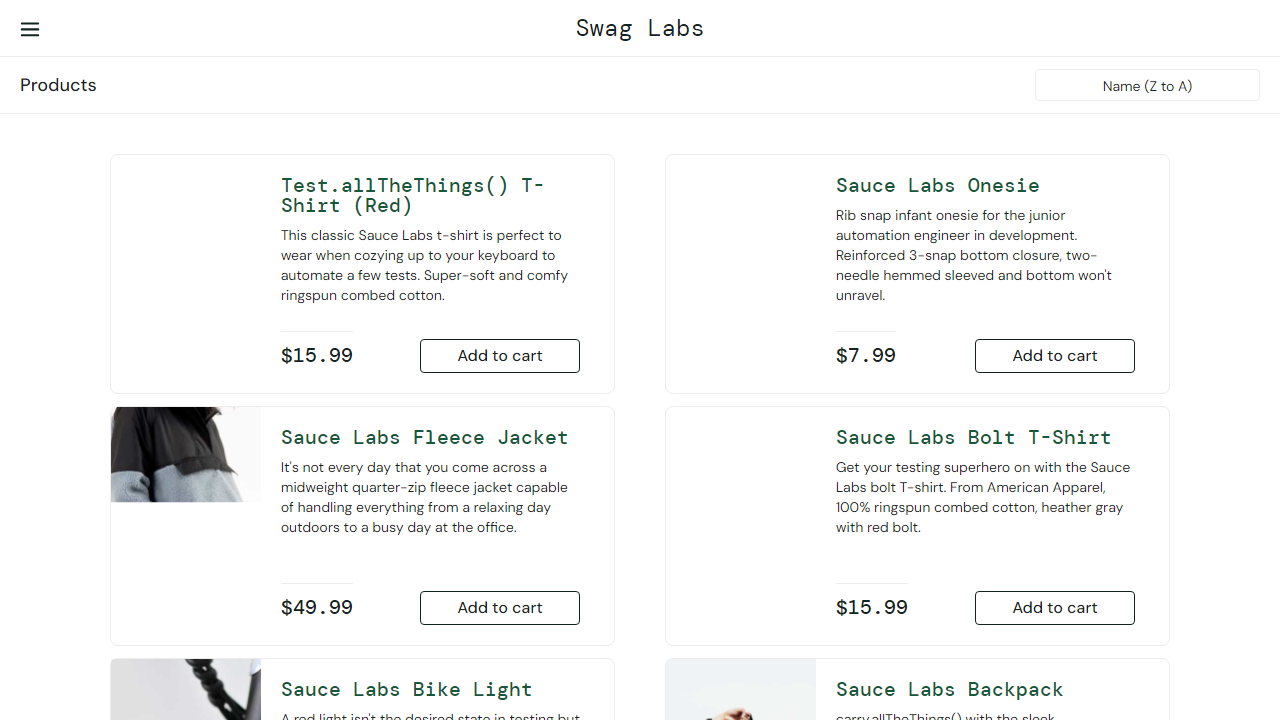 Swag Labs
Products
Name (Z to A)
Test.allTheThings() T-
Shirt (Red)
This classic Sauce Labs t-shirt is perfect to
wear when cozying up to your keyboard to
automate a few tests. Super-soft and comfy
ringspun combed cotton.
$15.99
Add to cart
Sauce Labs Onesie
Rib snap infant onesie for the junior
automation engineer in development.
Reinforced 3-snap bottom closure, two-
needle hemmed sleeved and bottom won't
unravel.
$7.99
Add to cart
Sauce Labs Fleece Jacket
It's not every day that you come across a
midweight quarter-zip fleece jacket capable
of handling everything from a relaxing day
outdoors to a busy day at the office.
$49.99
Add to cart
Sauce Labs Bolt T-Shirt
Get your testing superhero on with the Sauce
Labs bolt T-shirt. From American Apparel,
100% ringspun combed cotton, heather gray
with red bolt.
$15.99
Add to cart
Sauce Labs Bike Light
A red light isn't the desired state in testing but
Sauce Labs Backpack
carry.allTheThings() with the sleek,